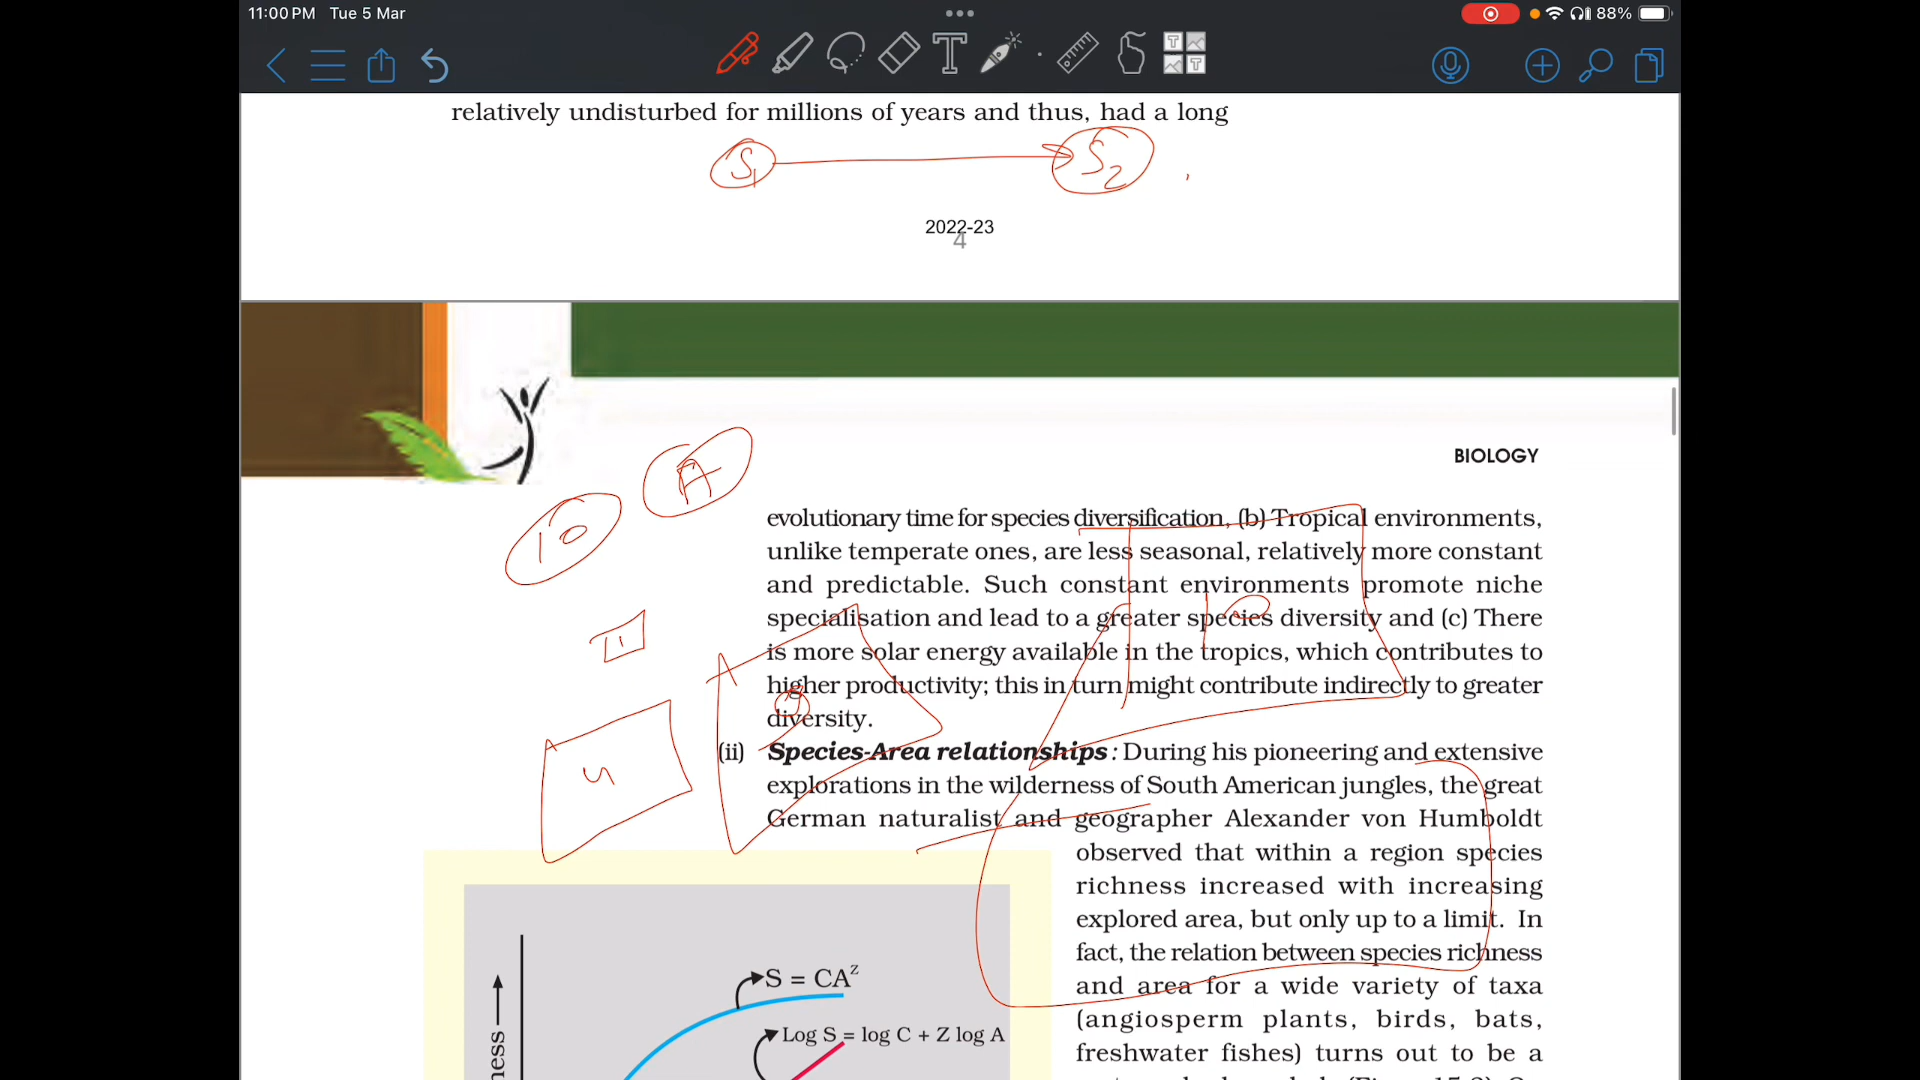 11:00 PM Tue 5 Mar
88%
relatively undisturbed for millions of years and thus, had a long
S1
S2
2022-23
4
BIOLOGY
A
10
evolutionary time for species diversification, (b) Tropical environments,
unlike temperate ones, are less seasonal, relatively more constant
and predictable. Such constant environments promote niche
specialisation and lead to a greater species diversity and (c) There
is more solar energy available in the tropics, which contributes to
higher productivity; this in turn might contribute indirectly to greater
diversity.
(ii) Species-Area relationships : During his pioneering and extensive
explorations in the wilderness of South American jungles, the great
German naturalist and geographer Alexander von Humboldt
observed that within a region species
richness increased with increasing
explored area, but only up to a limit. In
fact, the relation between species richness
and area for a wide variety of taxa
(angiosperm plants, birds, bats,
freshwater fishes) turns out to be a
S = CA^Z
Log S = log C + Z log A